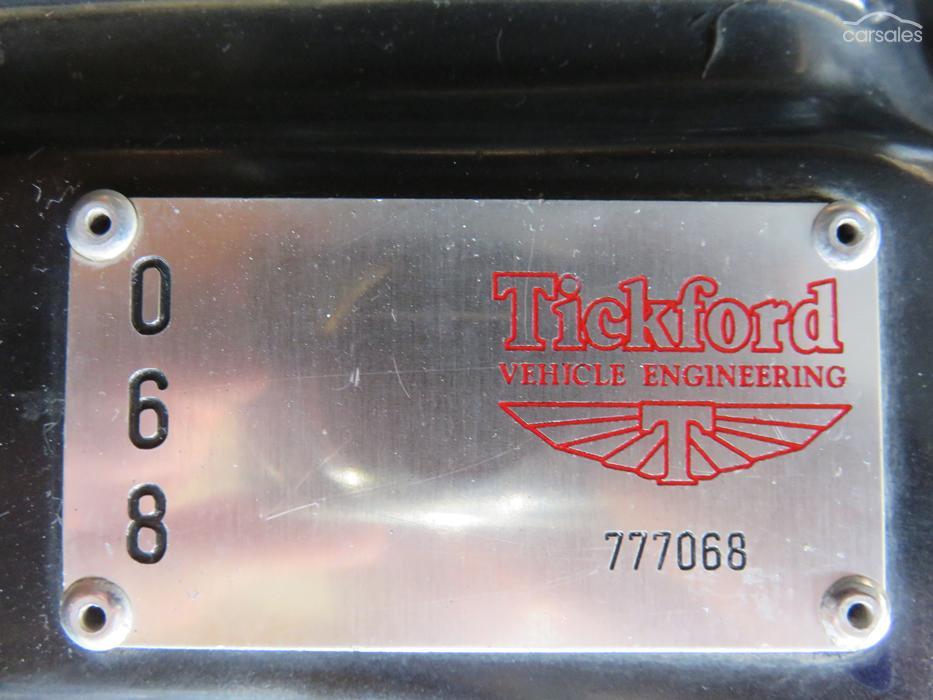 carsales
0
6
8
Tickford
VEHICLE ENGINEERING
T
777068